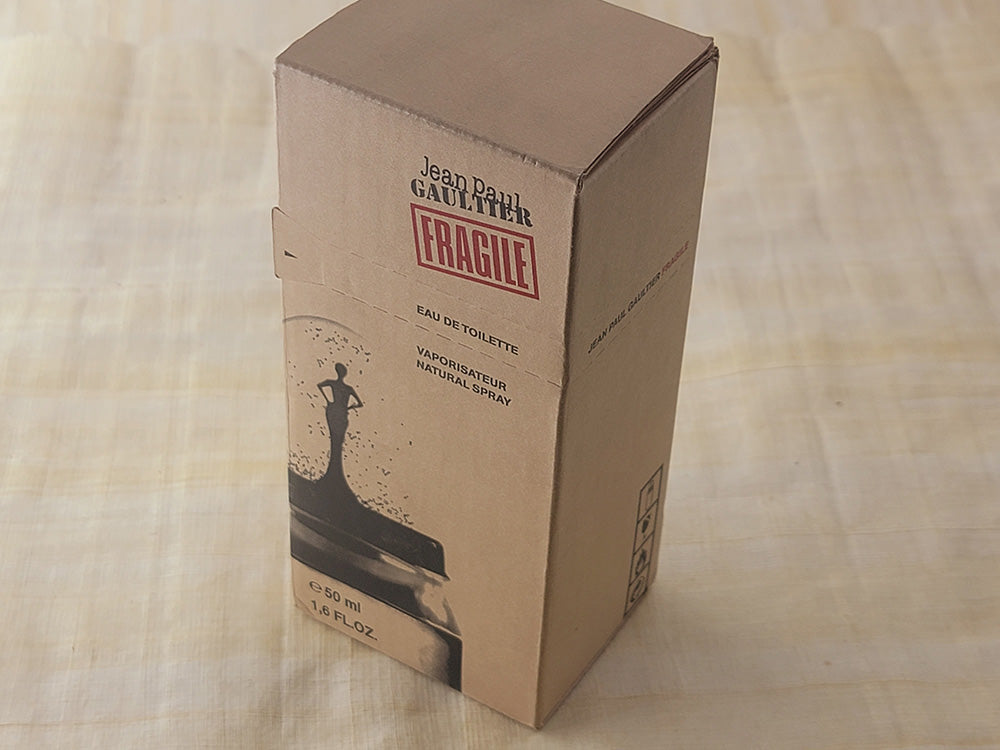 Jean Paul
GAULTIER
FRAGILE
EAU DE TOILETTE
VAPORISATEUR
NATURAL SPRAY
℮ 50 ml
1,6 FL.OZ.
JEAN PAUL GAULTIER FRAGILE